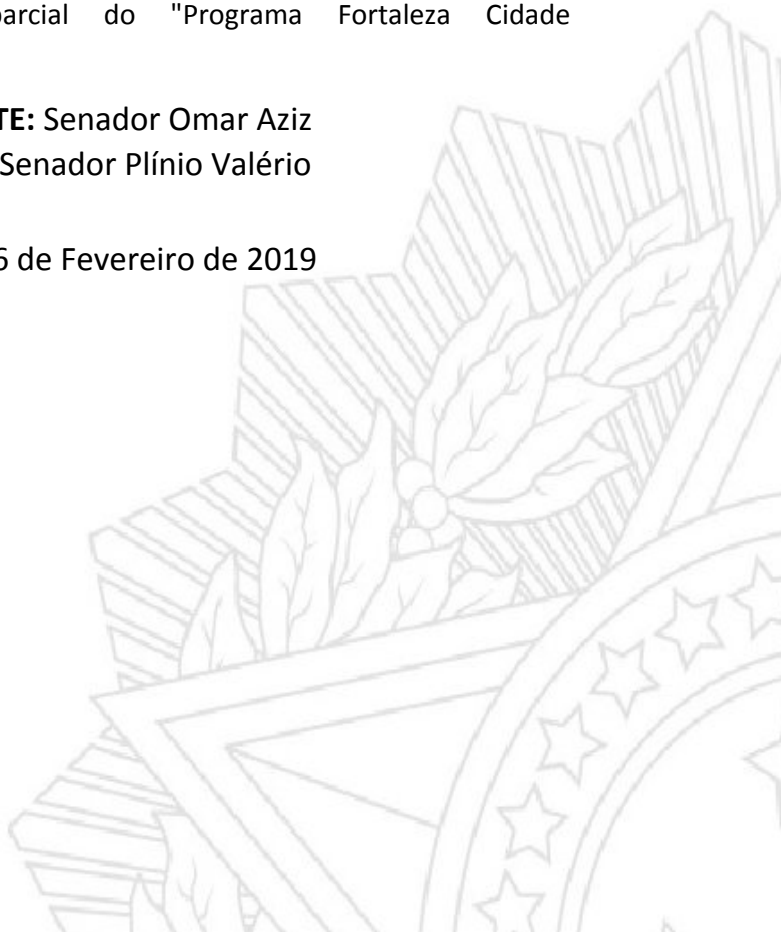 parcial do "Programa Fortaleza Cidade
TE: Senador Omar Aziz
Senador Plínio Valério
6 de Fevereiro de 2019